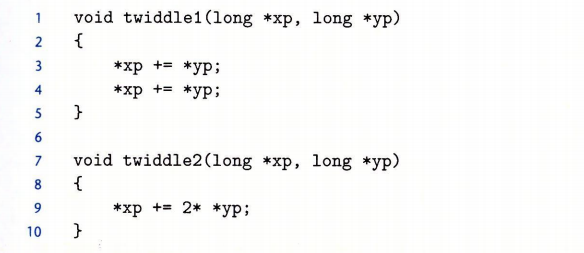 1 void twiddle1(long *xp, long *yp)
2 {
3 *xp += *yp;
4 *xp += *yp;
5 }
6
7 void twiddle2(long *xp, long *yp)
8 {
9 *xp += 2* *yp;
10 }